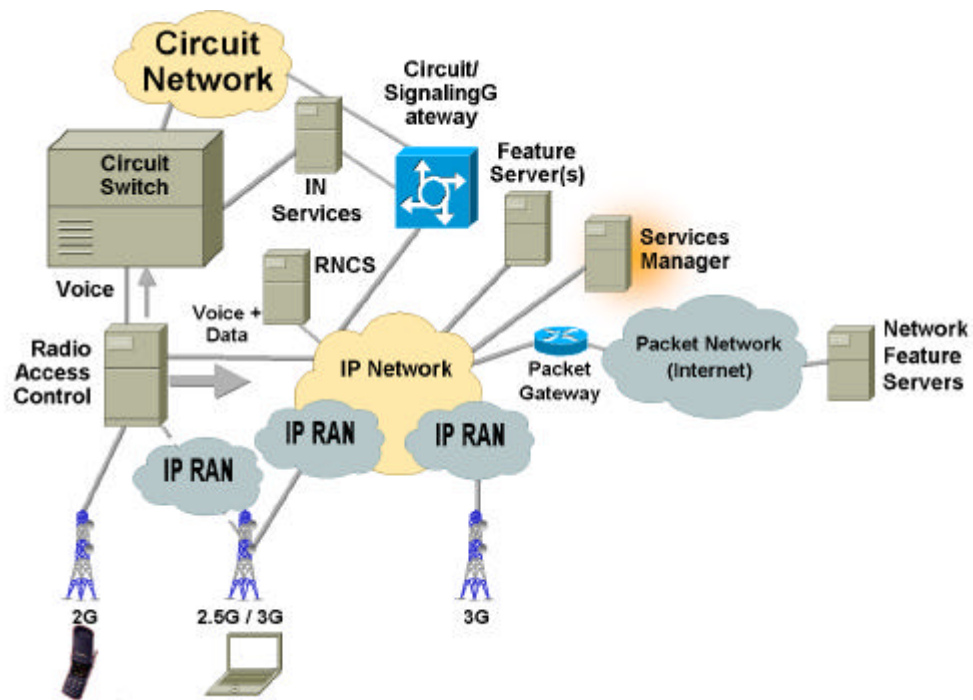 Circuit
Network
Circuit/
SignalingG
ateway
Circuit
Switch
Feature
Server(s)
IN
Services
Services
Manager
RNCS
Voice
Voice +
Data
Network
Feature
Servers
Radio
Access
Control
IP Network
Packet
Gateway
Packet Network
(Internet)
IP RAN
IP RAN
IP RAN
2G
2.5G / 3G
3G